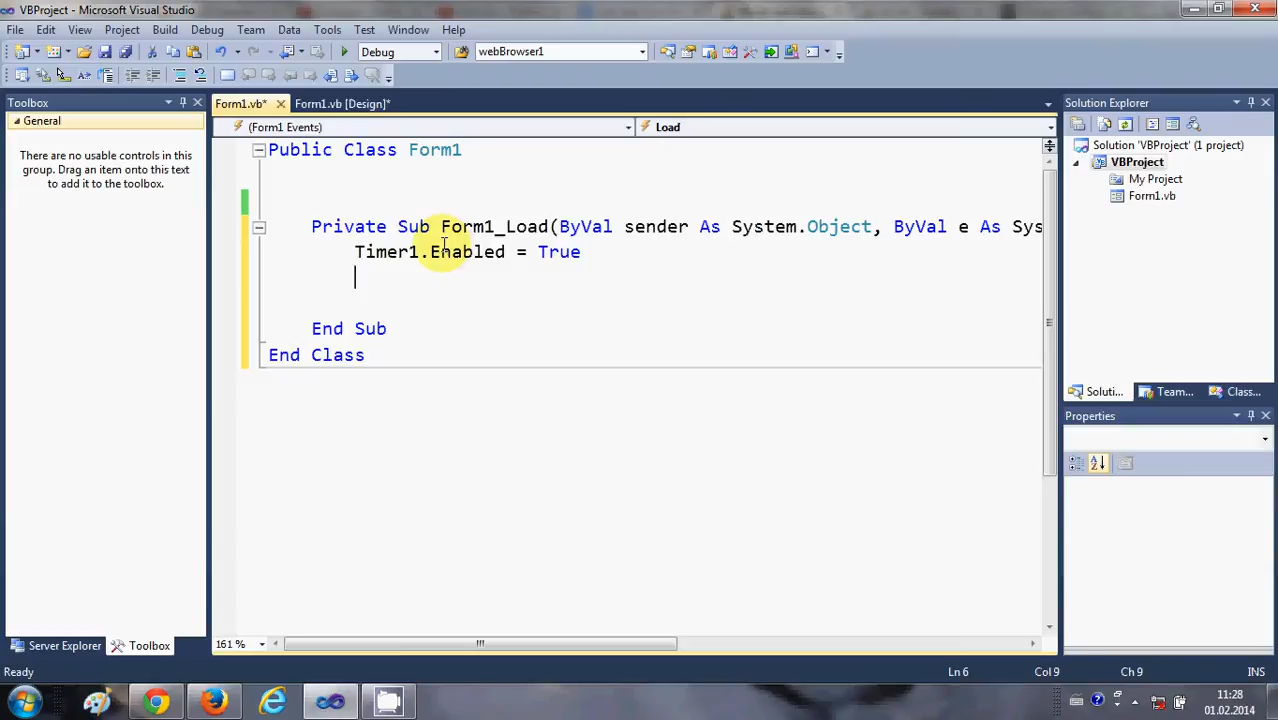 VBProject - Microsoft Visual Studio
File Edit View Project Build Debug Team Data Tools Test Window Help
Debug webBrowser1
Toolbox
General
There are no usable controls in this
group. Drag an item onto this text
to add it to the toolbox.
Server Explorer Toolbox
Form1.vb* Form1.vb [Design]*
(Form1 Events) Load
Public Class Form1
Private Sub Form1_Load(ByVal sender As System.Object, ByVal e As Sys
Timer1.Enabled = True
End Sub
End Class
161 %
Solution Explorer
Solution 'VBProject' (1 project)
VBProject
My Project
Form1.vb
Soluti... Team... Class...
Properties
Ready Ln 6 Col 9 Ch 9 INS
11:28
01.02.2014